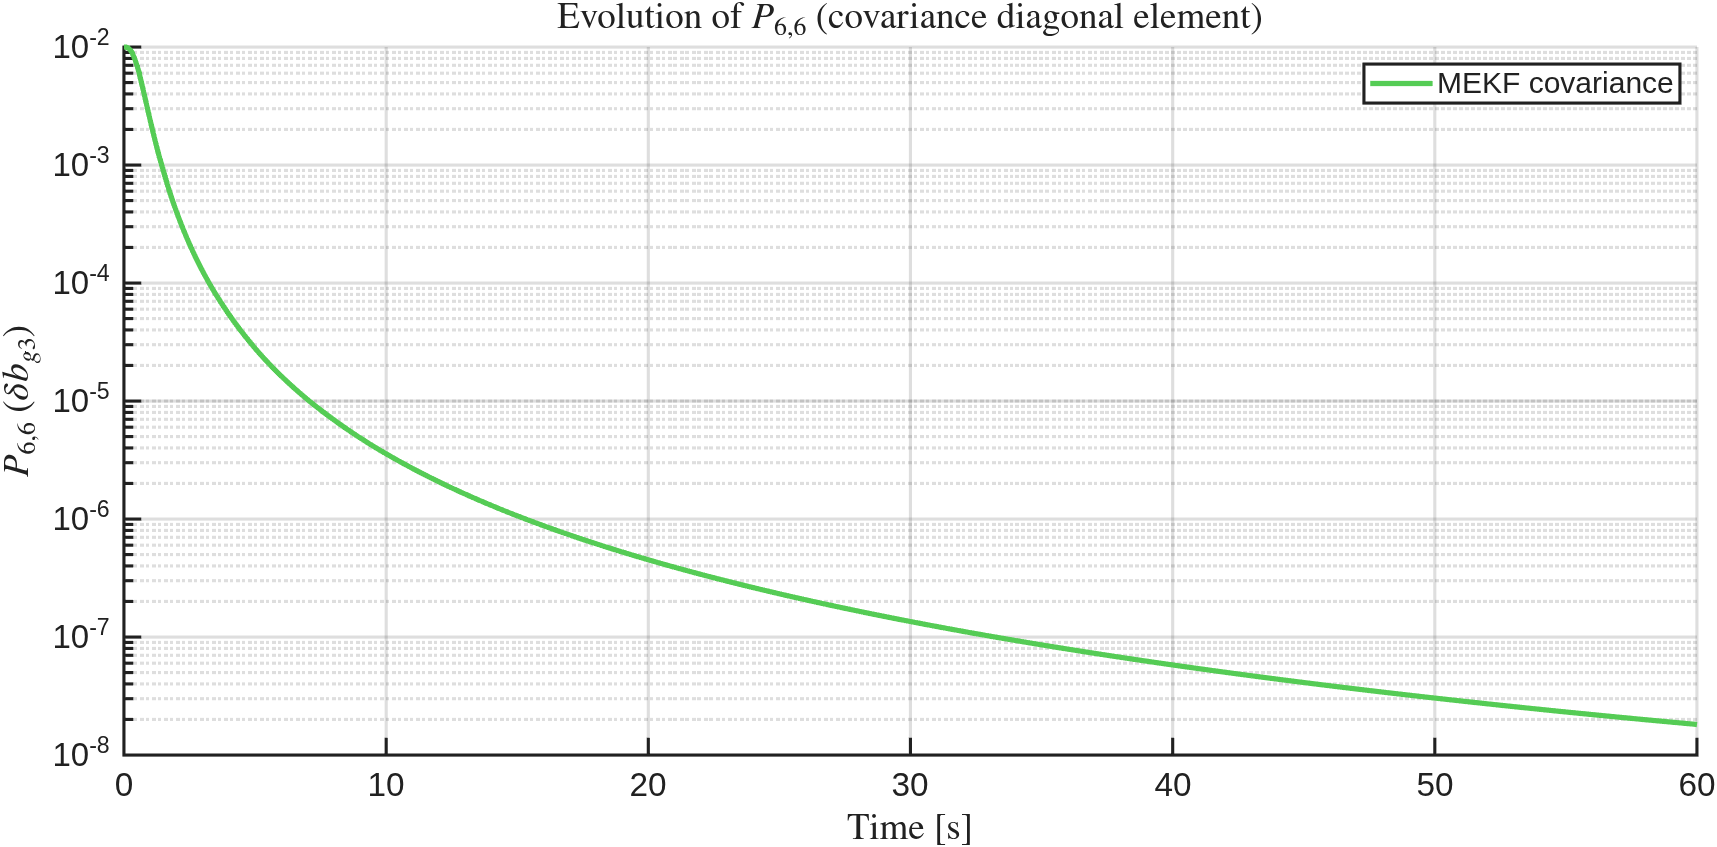 Evolution of P6,6 (covariance diagonal element)
MEKF covariance
P6,6 (δbg3)
10-2
10-3
10-4
10-5
10-6
10-7
10-8
0 10 20 30 40 50 60
Time [s]